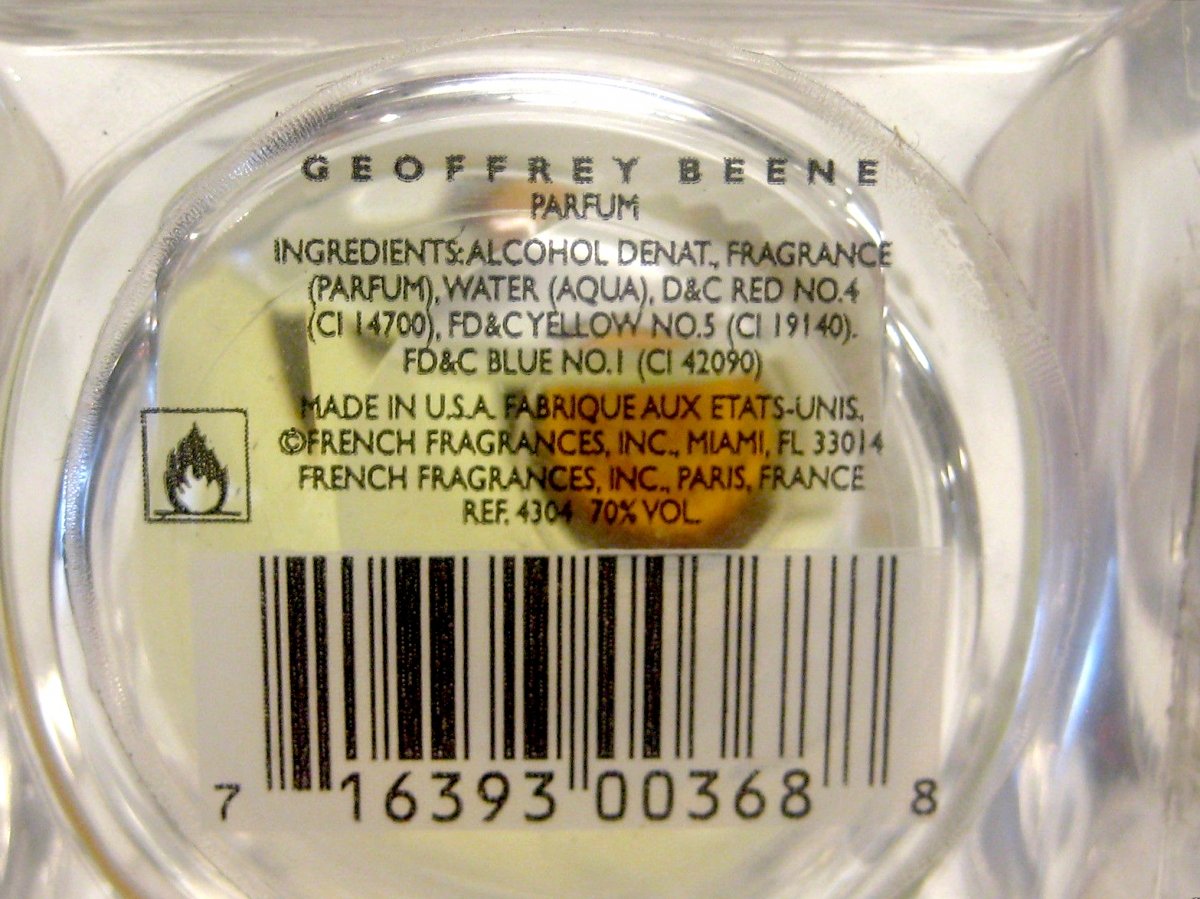 GEOFFREY BEENE
PARFUM
INGREDIENTS: ALCOHOL DENAT., FRAGRANCE
(PARFUM), WATER (AQUA), D&C RED NO.4
(CI 14700), FD&C YELLOW NO.5 (CI 19140).
FD&C BLUE NO.1 (CI 42090)
MADE IN U.S.A. FABRIQUE AUX ETATS-UNIS.
©FRENCH FRAGRANCES, INC., MIAMI, FL 33014
FRENCH FRAGRANCES, INC., PARIS, FRANCE
REF. 4304 70% VOL.
7 16393 00368 8